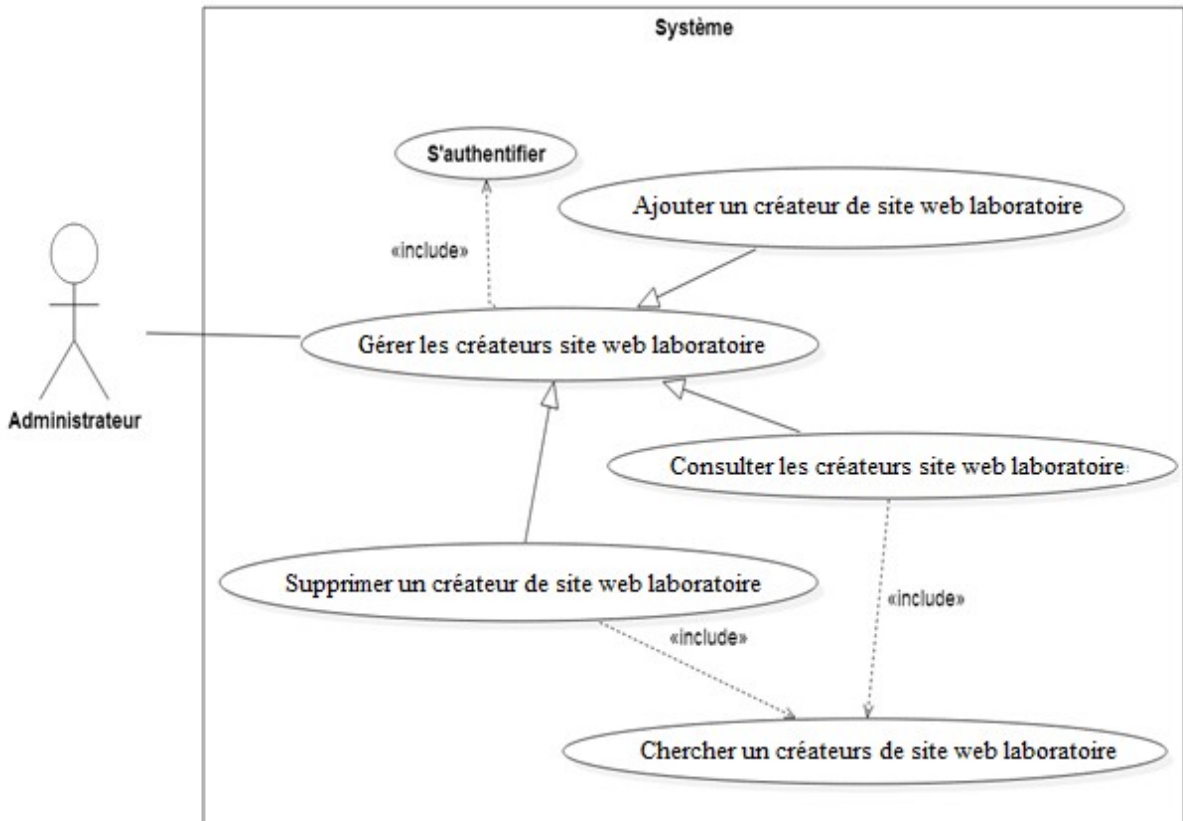 Système
S'authentifier
Ajouter un créateur de site web laboratoire
«include»
Gérer les créateurs site web laboratoire
Administrateur
Consulter les créateurs site web laboratoire
Supprimer un créateur de site web laboratoire
«include»
«include»
Chercher un créateurs de site web laboratoire